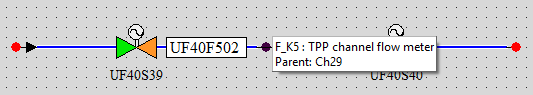 UF40F502
F_K5 : TPP channel flow meter
Parent: Ch29
UF40S39
UF40S40